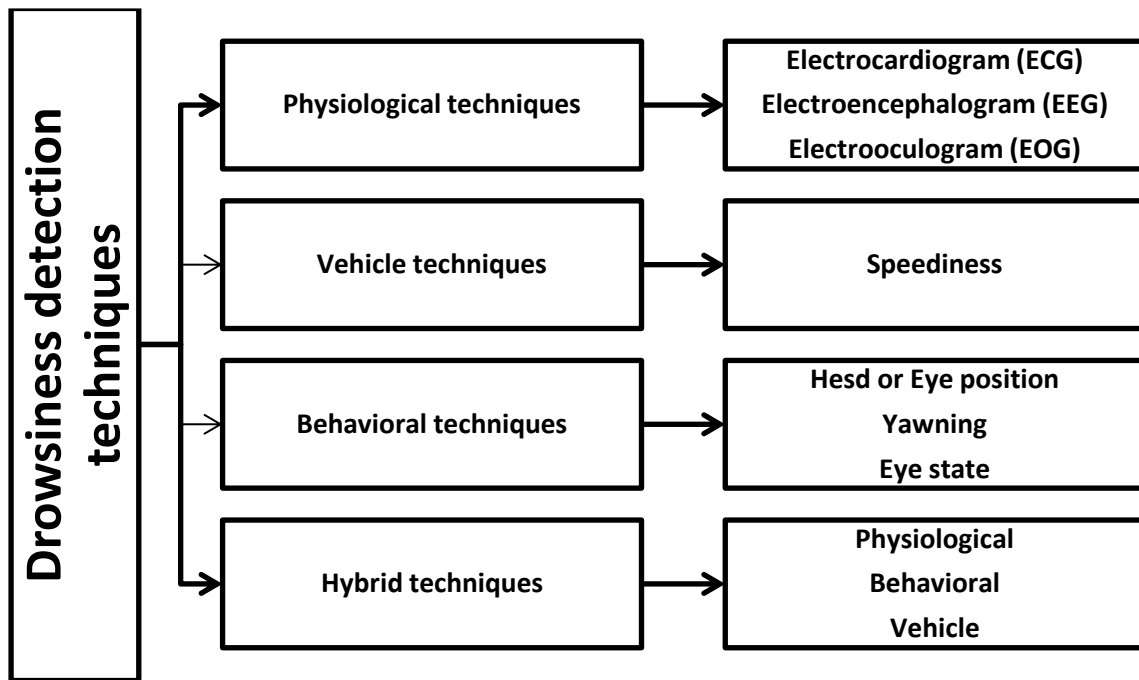 Drowsiness detection
techniques
Physiological techniques
Electrocardiogram (ECG)
Electroencephalogram (EEG)
Electrooculogram (EOG)
Vehicle techniques
Speediness
Behavioral techniques
Hesd or Eye position
Yawning
Eye state
Hybrid techniques
Physiological
Behavioral
Vehicle